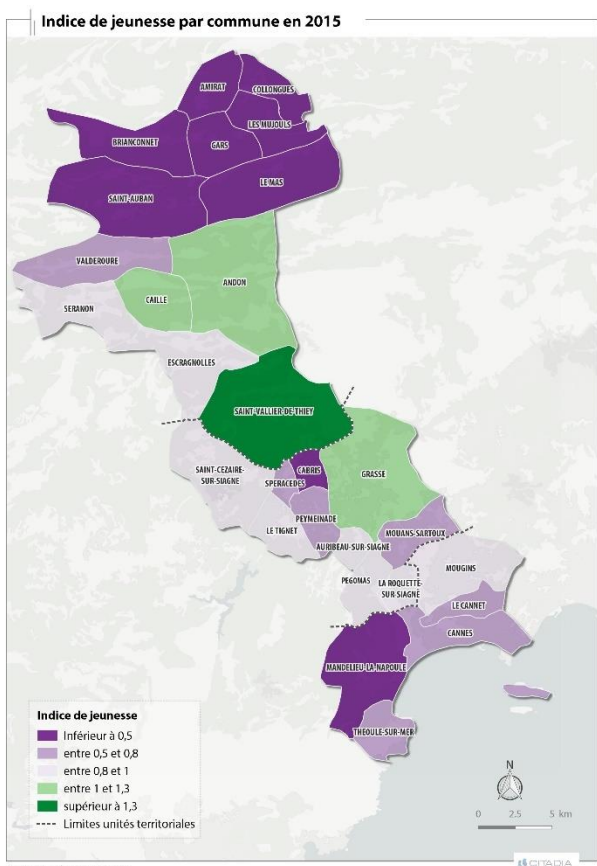 Indice de jeunesse par commune en 2015
AMIRAT
COLLONGUES
LES MUJOULS
BRIANCONNET
GARS
LE MAS
SAINT-AUBAN
VALDEROURE
ANDON
CAILLE
SERANON
ESCRAGNOLLES
SAINT-VALLIER-DE-THIEY
SAINT-CEZAIRE-
SUR-SIAGNE
CABRIS
SPERACEDES
GRASSE
PEYMEINADE
LE TIGNET
MOUANS-SARTOUX
AURIBEAU-SUR-SIAGNE
MOUGINS
PEGOMAS
LA ROQUETTE-
SUR-SIAGNE
LE CANNET
CANNES
MANDELIEU-LA-NAPOULE
THEOULE-SUR-MER
Indice de jeunesse
Inférieur à 0,5
entre 0,5 et 0,8
entre 0,8 et 1
entre 1 et 1,3
supérieur à 1,3
Limites unités territoriales
N
0 2.5 5 km
CITADIA